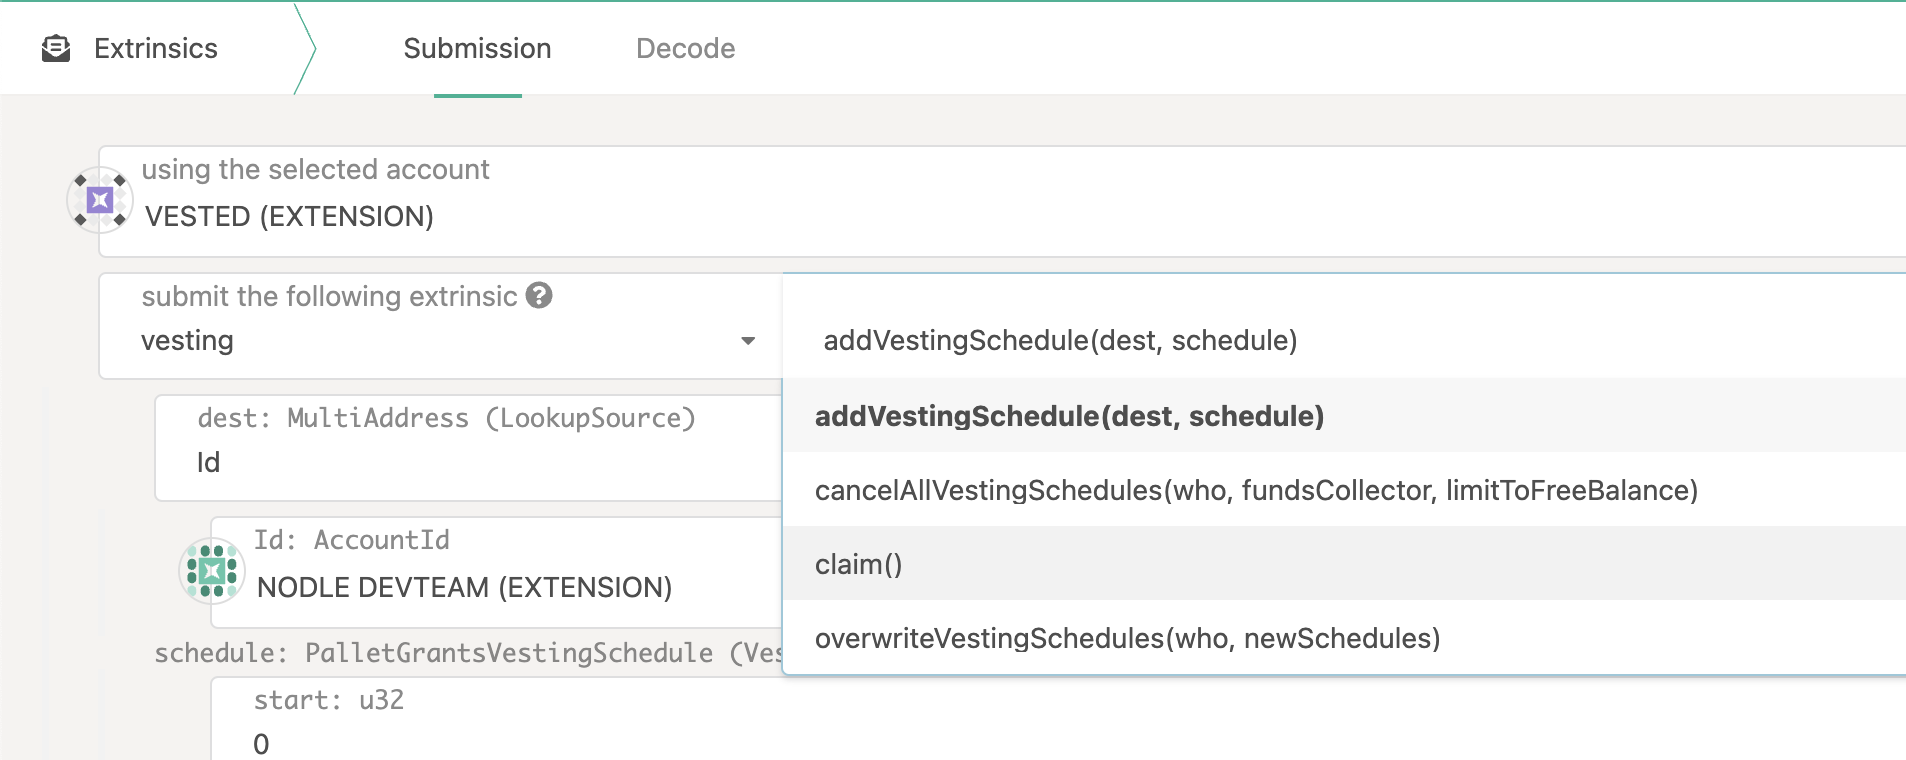 Extrinsics
Submission
Decode
using the selected account
VESTED (EXTENSION)
submit the following extrinsic
vesting
addVestingSchedule(dest, schedule)
addVestingSchedule(dest, schedule)
cancelAllVestingSchedules(who, fundsCollector, limitToFreeBalance)
claim()
overwriteVestingSchedules(who, newSchedules)
dest: MultiAddress (LookupSource)
Id
Id: AccountId
NODLE DEVTEAM (EXTENSION)
schedule: PalletGrantsVestingSchedule (Ves
start: u32
0